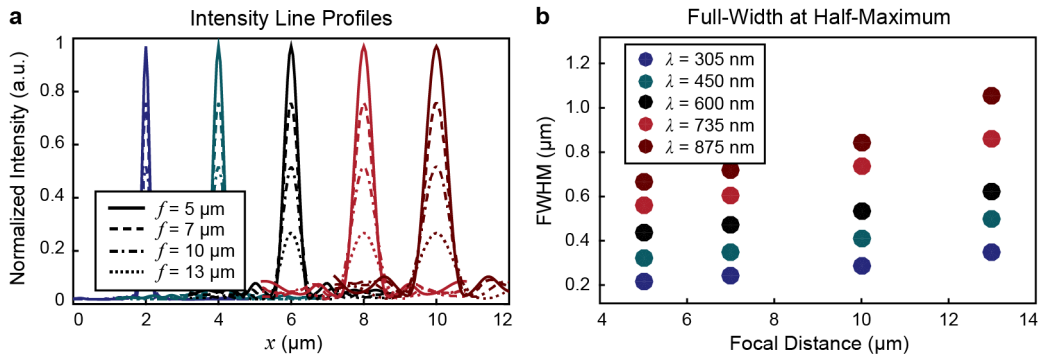 a
Intensity Line Profiles
Normalized Intensity (a.u.)
1
0.8
0.6
0.4
0.2
0
f = 5 µm
f = 7 µm
f = 10 µm
f = 13 µm
0 2 4 6 8 10 12
x (µm)
b
Full-Width at Half-Maximum
FWHM (µm)
1.2
1.0
0.8
0.6
0.4
0.2
λ = 305 nm
λ = 450 nm
λ = 600 nm
λ = 735 nm
λ = 875 nm
4 6 8 10 12 14
Focal Distance (µm)